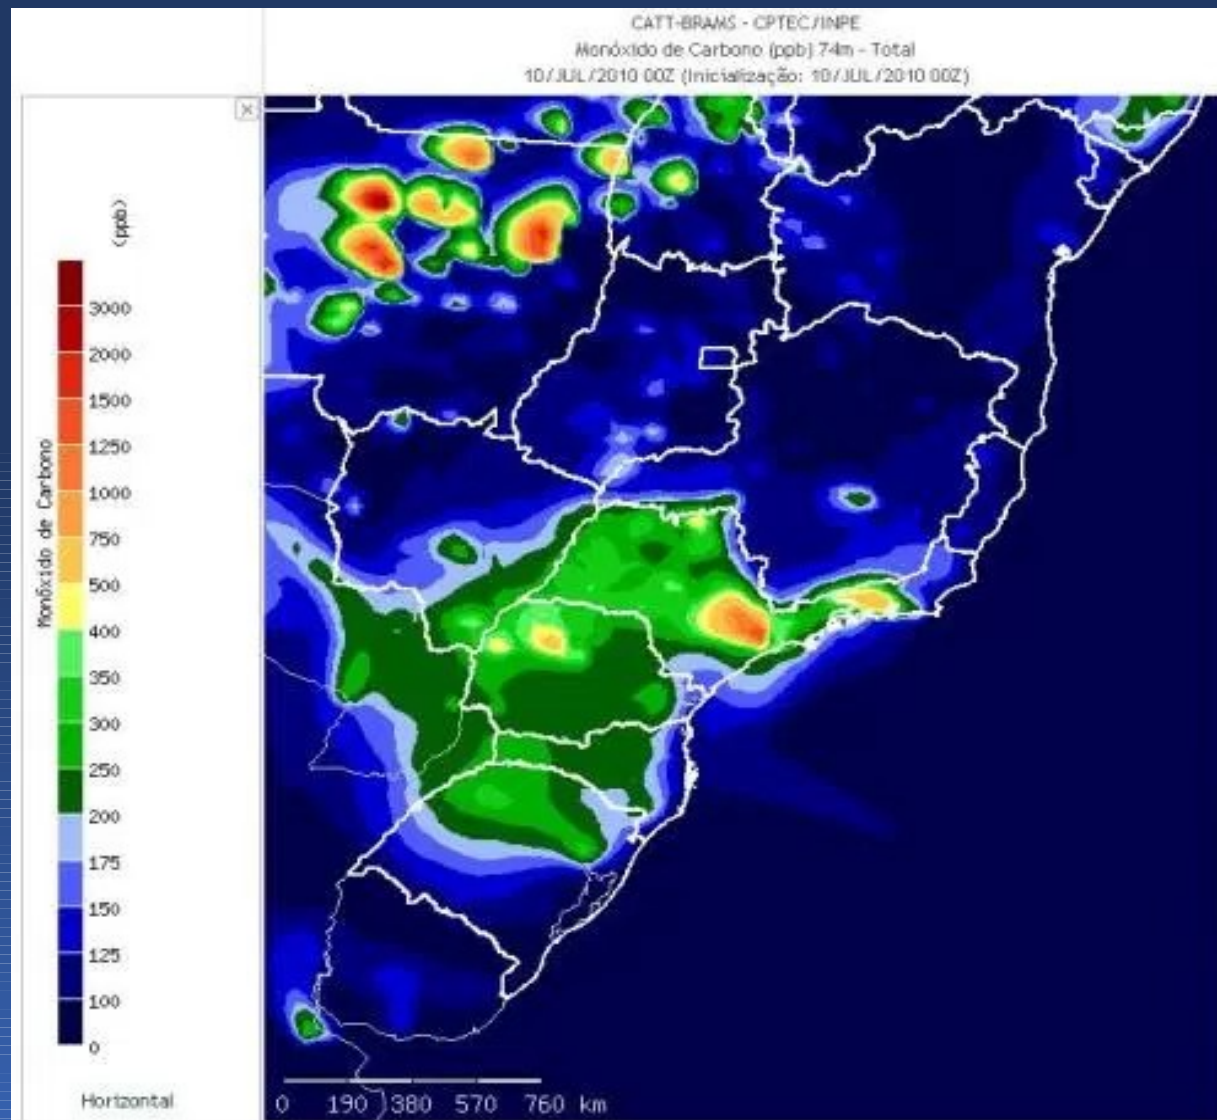 CATT-BRAMS - CPTEC/INPE
Monóxido de Carbono (ppb) 74m - Total
10/JUL/2010 00Z (Inicialização: 10/JUL/2010 00Z)
(ppb)
Monóxido de Carbono
3000
2000
1500
1250
1000
750
500
400
350
300
250
200
175
150
125
100
0
Horizontal
0 190 380 570 760 km